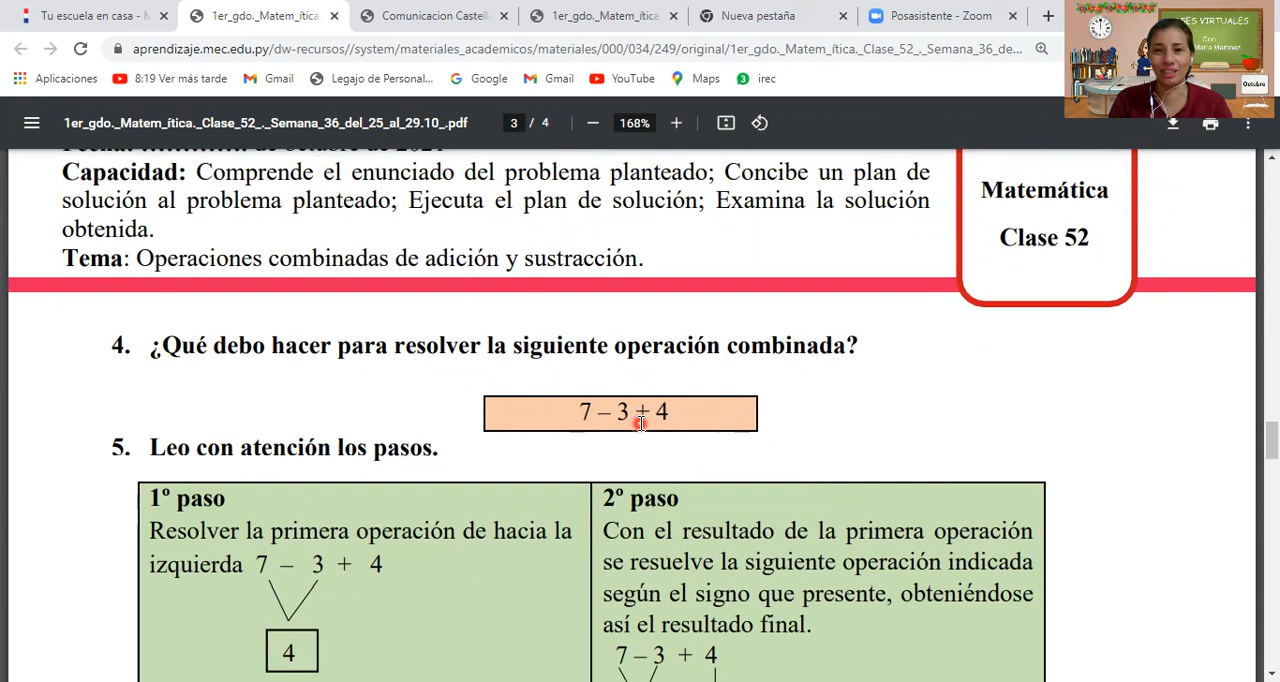 Tu escuela en casa - M
1er_gdo._Matem_ítica
Comunicacion Castell
1er_gdo._Matem_ítica
Nueva pestaña
Posasistente - Zoom
aprendizaje.mec.edu.py/dw-recursos//system/materiales_academicos/materiales/000/034/249/original/1er_gdo._Matem_ítica._Clase_52_._Semana_36_de...
Aplicaciones
8:19 Ver más tarde
Gmail
Legajo de Personal...
Google
Gmail
YouTube
Maps
irec
CLASES VIRTUALES
Con
María Martínez
Octubre
1er_gdo._Matem_ítica._Clase_52_._Semana_36_del_25_al_29.10_.pdf
3 / 4
168%
Capacidad: Comprende el enunciado del problema planteado; Concibe un plan de
solución al problema planteado; Ejecuta el plan de solución; Examina la solución
obtenida.
Tema: Operaciones combinadas de adición y sustracción.
Matemática
Clase 52
4. ¿Qué debo hacer para resolver la siguiente operación combinada?
7 – 3 + 4
5. Leo con atención los pasos.
1º paso
Resolver la primera operación de hacia la
izquierda 7 – 3 + 4
4
2º paso
Con el resultado de la primera operación
se resuelve la siguiente operación indicada
según el signo que presente, obteniéndose
así el resultado final.
7 – 3 + 4